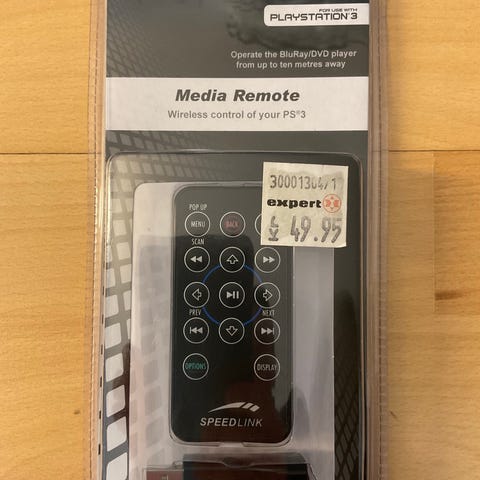 FOR USE WITH
PLAYSTATION 3
Operate the BluRay/DVD player
from up to ten metres away
Media Remote
Wireless control of your PS®3
30001304/1
expert
49.95
POP UP
MENU
BACK
SCAN
PREV
NEXT
OPTIONS
DISPLAY
SPEEDLINK